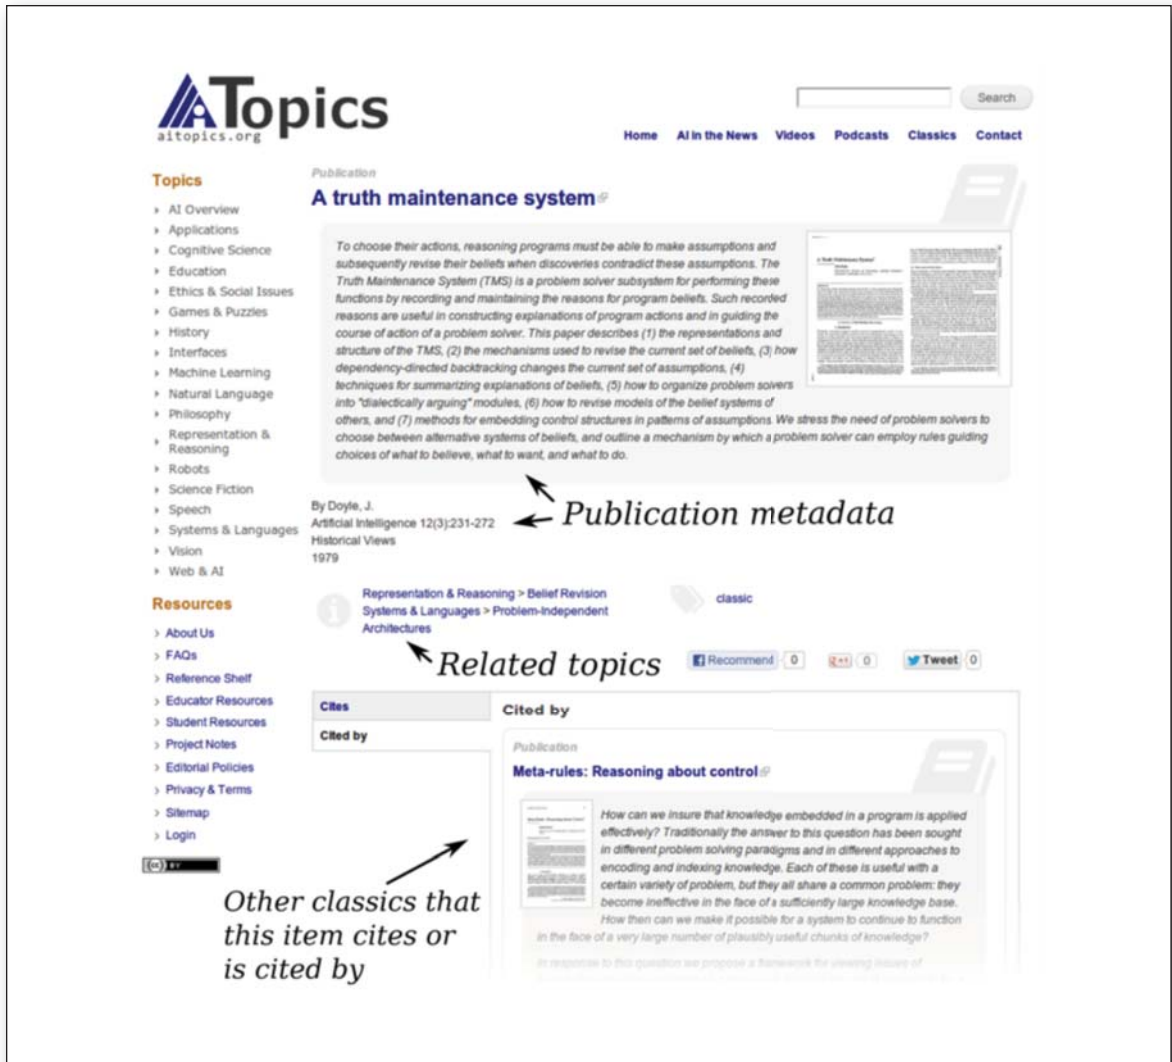 AITopics
aitopics.org
Search
Home AI in the News Videos Podcasts Classics Contact
Topics
AI Overview
Applications
Cognitive Science
Education
Ethics & Social Issues
Games & Puzzles
History
Interfaces
Machine Learning
Natural Language
Philosophy
Representation &
Reasoning
Robots
Science Fiction
Speech
Systems & Languages
Vision
Web & AI
Resources
About Us
FAQs
Reference Shelf
Educator Resources
Student Resources
Project Notes
Editorial Policies
Privacy & Terms
Sitemap
Login
(cc) BY
Publication
A truth maintenance system
To choose their actions, reasoning programs must be able to make assumptions and
subsequently revise their beliefs when discoveries contradict these assumptions. The
Truth Maintenance System (TMS) is a problem solver subsystem for performing these
functions by recording and maintaining the reasons for program beliefs. Such recorded
reasons are useful in constructing explanations of program actions and in guiding the
course of action of a problem solver. This paper describes (1) the representations and
structure of the TMS, (2) the mechanisms used to revise the current set of beliefs, (3) how
dependency-directed backtracking changes the current set of assumptions, (4)
techniques for summarizing explanations of beliefs, (5) how to organize problem solvers
into "dialectically arguing" modules, (6) how to revise models of the belief systems of
others, and (7) methods for embedding control structures in patterns of assumptions. We stress the need of problem solvers to
choose between alternative systems of beliefs, and outline a mechanism by which a problem solver can employ rules guiding
choices of what to believe, what to want, and what to do.
Publication metadata
By Doyle, J.
Artificial Intelligence 12(3):231-272
Historical Views
1979
Representation & Reasoning > Belief Revision
Systems & Languages > Problem-Independent
Architectures
classic
Related topics
Recommend 0 +1 0 Tweet 0
Cites
Cited by
Cited by
Publication
Meta-rules: Reasoning about control
How can we insure that knowledge embedded in a program is applied
effectively? Traditionally the answer to this question has been sought
in different problem solving paradigms and in different approaches to
encoding and indexing knowledge. Each of these is useful with a
certain variety of problem, but they all share a common problem: they
become ineffective in the face of a sufficiently large knowledge base.
How then can we make it possible for a system to continue to function
in the face of a very large number of plausibly useful chunks of knowledge?
In response to this question we propose a framework for viewing issues of
Other classics that
this item cites or
is cited by